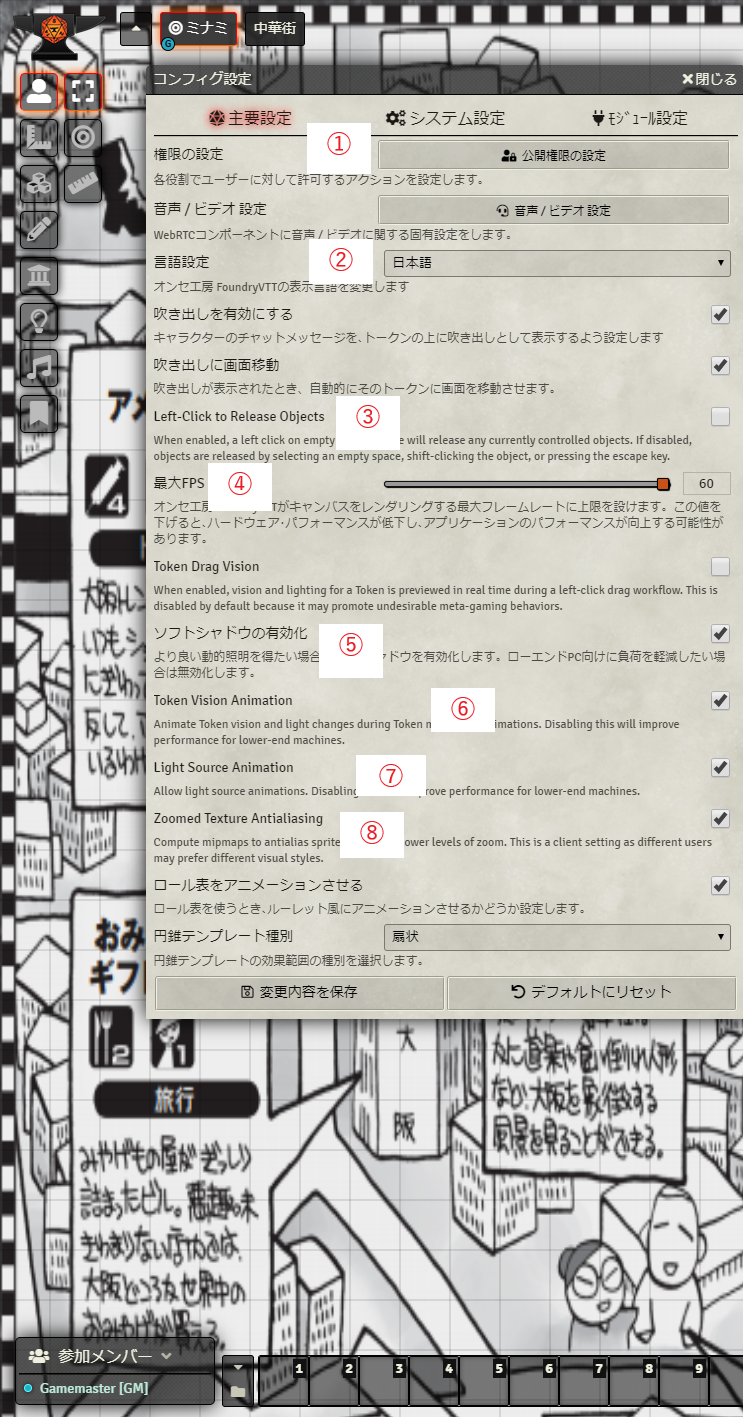 ミナミ
中華街
G
コンフィグ設定
×閉じる
主要設定
システム設定
ﾓｼﾞｭｰﾙ設定
①
権限の設定
公開権限の設定
各役割でユーザーに対して許可するアクションを設定します。
音声 / ビデオ 設定
音声 / ビデオ 設定
WebRTCコンポーネントに音声 / ビデオに関する固有設定をします。
②
言語設定
日本語
オンセ工房 FoundryVTTの表示言語を変更します
吹き出しを有効にする
キャラクターのチャットメッセージを、トークンの上に吹き出しとして表示するよう設定します
吹き出しに画面移動
吹き出しが表示されたとき、自動的にそのトークンに画面を移動させます。
Left-Click to Release Objects
③
When enabled, a left click on empty will release any currently controlled objects. If disabled,
objects are released by selecting an empty space, shift-clicking the object, or pressing the escape key.
最大FPS
④
60
オンセ工房 TTがキャンバスをレンダリングする最大フレームレートに上限を設けます。この値を
下げると、ハードウェア・パフォーマンスが低下し、アプリケーションのパフォーマンスが向上する可能性が
あります。
Token Drag Vision
When enabled, vision and lighting for a Token is previewed in real time during a left-click drag workflow. This is
disabled by default because it may promote undesirable meta-gaming behaviors.
ソフトシャドウの有効化
⑤
より良い動的照明を得たい場合 ドウを有効化します。ローエンドPC向けに負荷を軽減したい場
合は無効化にします。
Token Vision Animation
⑥
Animate Token vision and light changes during Token imations. Disabling this will improve
performance for lower-end machines.
Light Source Animation
⑦
Allow light source animations. Disabling prove performance for lower-end machines.
Zoomed Texture Antialiasing
⑧
Compute mipmaps to antialias sprite ower levels of zoom. This is a client setting as different users
may prefer different visual styles.
ロール表をアニメーションさせる
ロール表を使うとき、ルーレット風にアニメーションさせるかどうか設定します。
円錐テンプレート種別
扇状
円錐テンプレートの効果範囲の種別を選択します。
変更内容を保存
デフォルトにリセット
アメ
4
大阪
いつも
反して、
おみ
ギフ
2
1
旅行
みやげもの屋がぎっしり
詰まったビル。悪趣味
きわまりない
大阪どころか世界中の
おみやげが買える。
大
阪
なに道楽や食い倒れ人形
など、大阪を象徴する
風景を見ることができる。
参加メンバー
Gamemaster [GM]
1 2 3 4 5 6 7 8 9